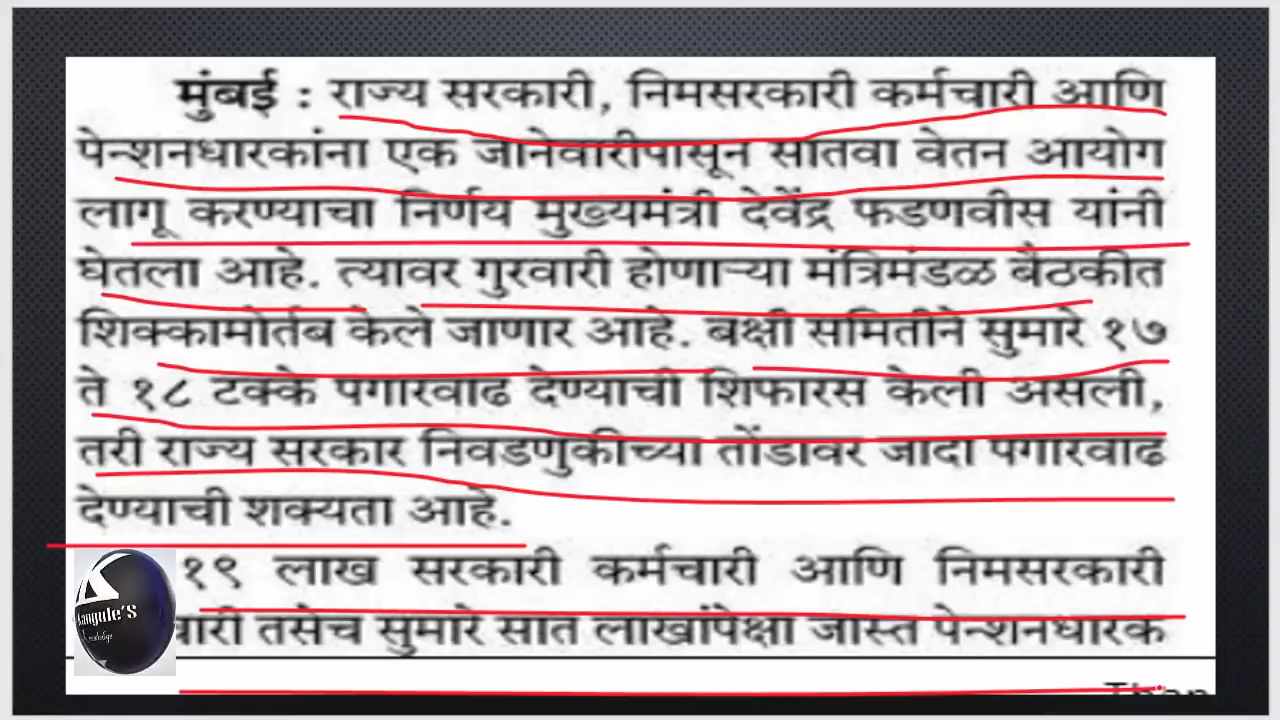 मुंबई : राज्य सरकारी, निमसरकारी कर्मचारी आणि
पेन्शनधारकांना एक जानेवारीपासून सातवा वेतन आयोग
लागू करण्याचा निर्णय मुख्यमंत्री देवेंद्र फडणवीस यांनी
घेतला आहे. त्यावर गुरवारी होणाऱ्या मंत्रिमंडळ बैठकीत
शिक्कामोर्तब केले जाणार आहे. बक्षी समितीने सुमारे १७
ते १८ टक्के पगारवाढ देण्याची शिफारस केली असली,
तरी राज्य सरकार निवडणुकीच्या तोंडावर जादा पगारवाढ
देण्याची शक्यता आहे.
१९ लाख सरकारी कर्मचारी आणि निमसरकारी
तसेच सुमारे सात लाखांपेक्षा जास्त पेन्शनधारक